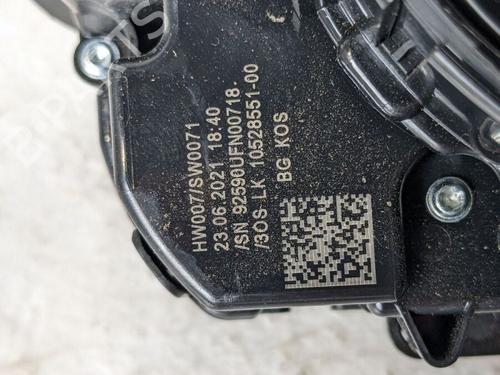 HW007/SW0071
23.06.2021 18:40
/SN 92590UFN00718.
/3OS LK 10528551-00
BG KOS